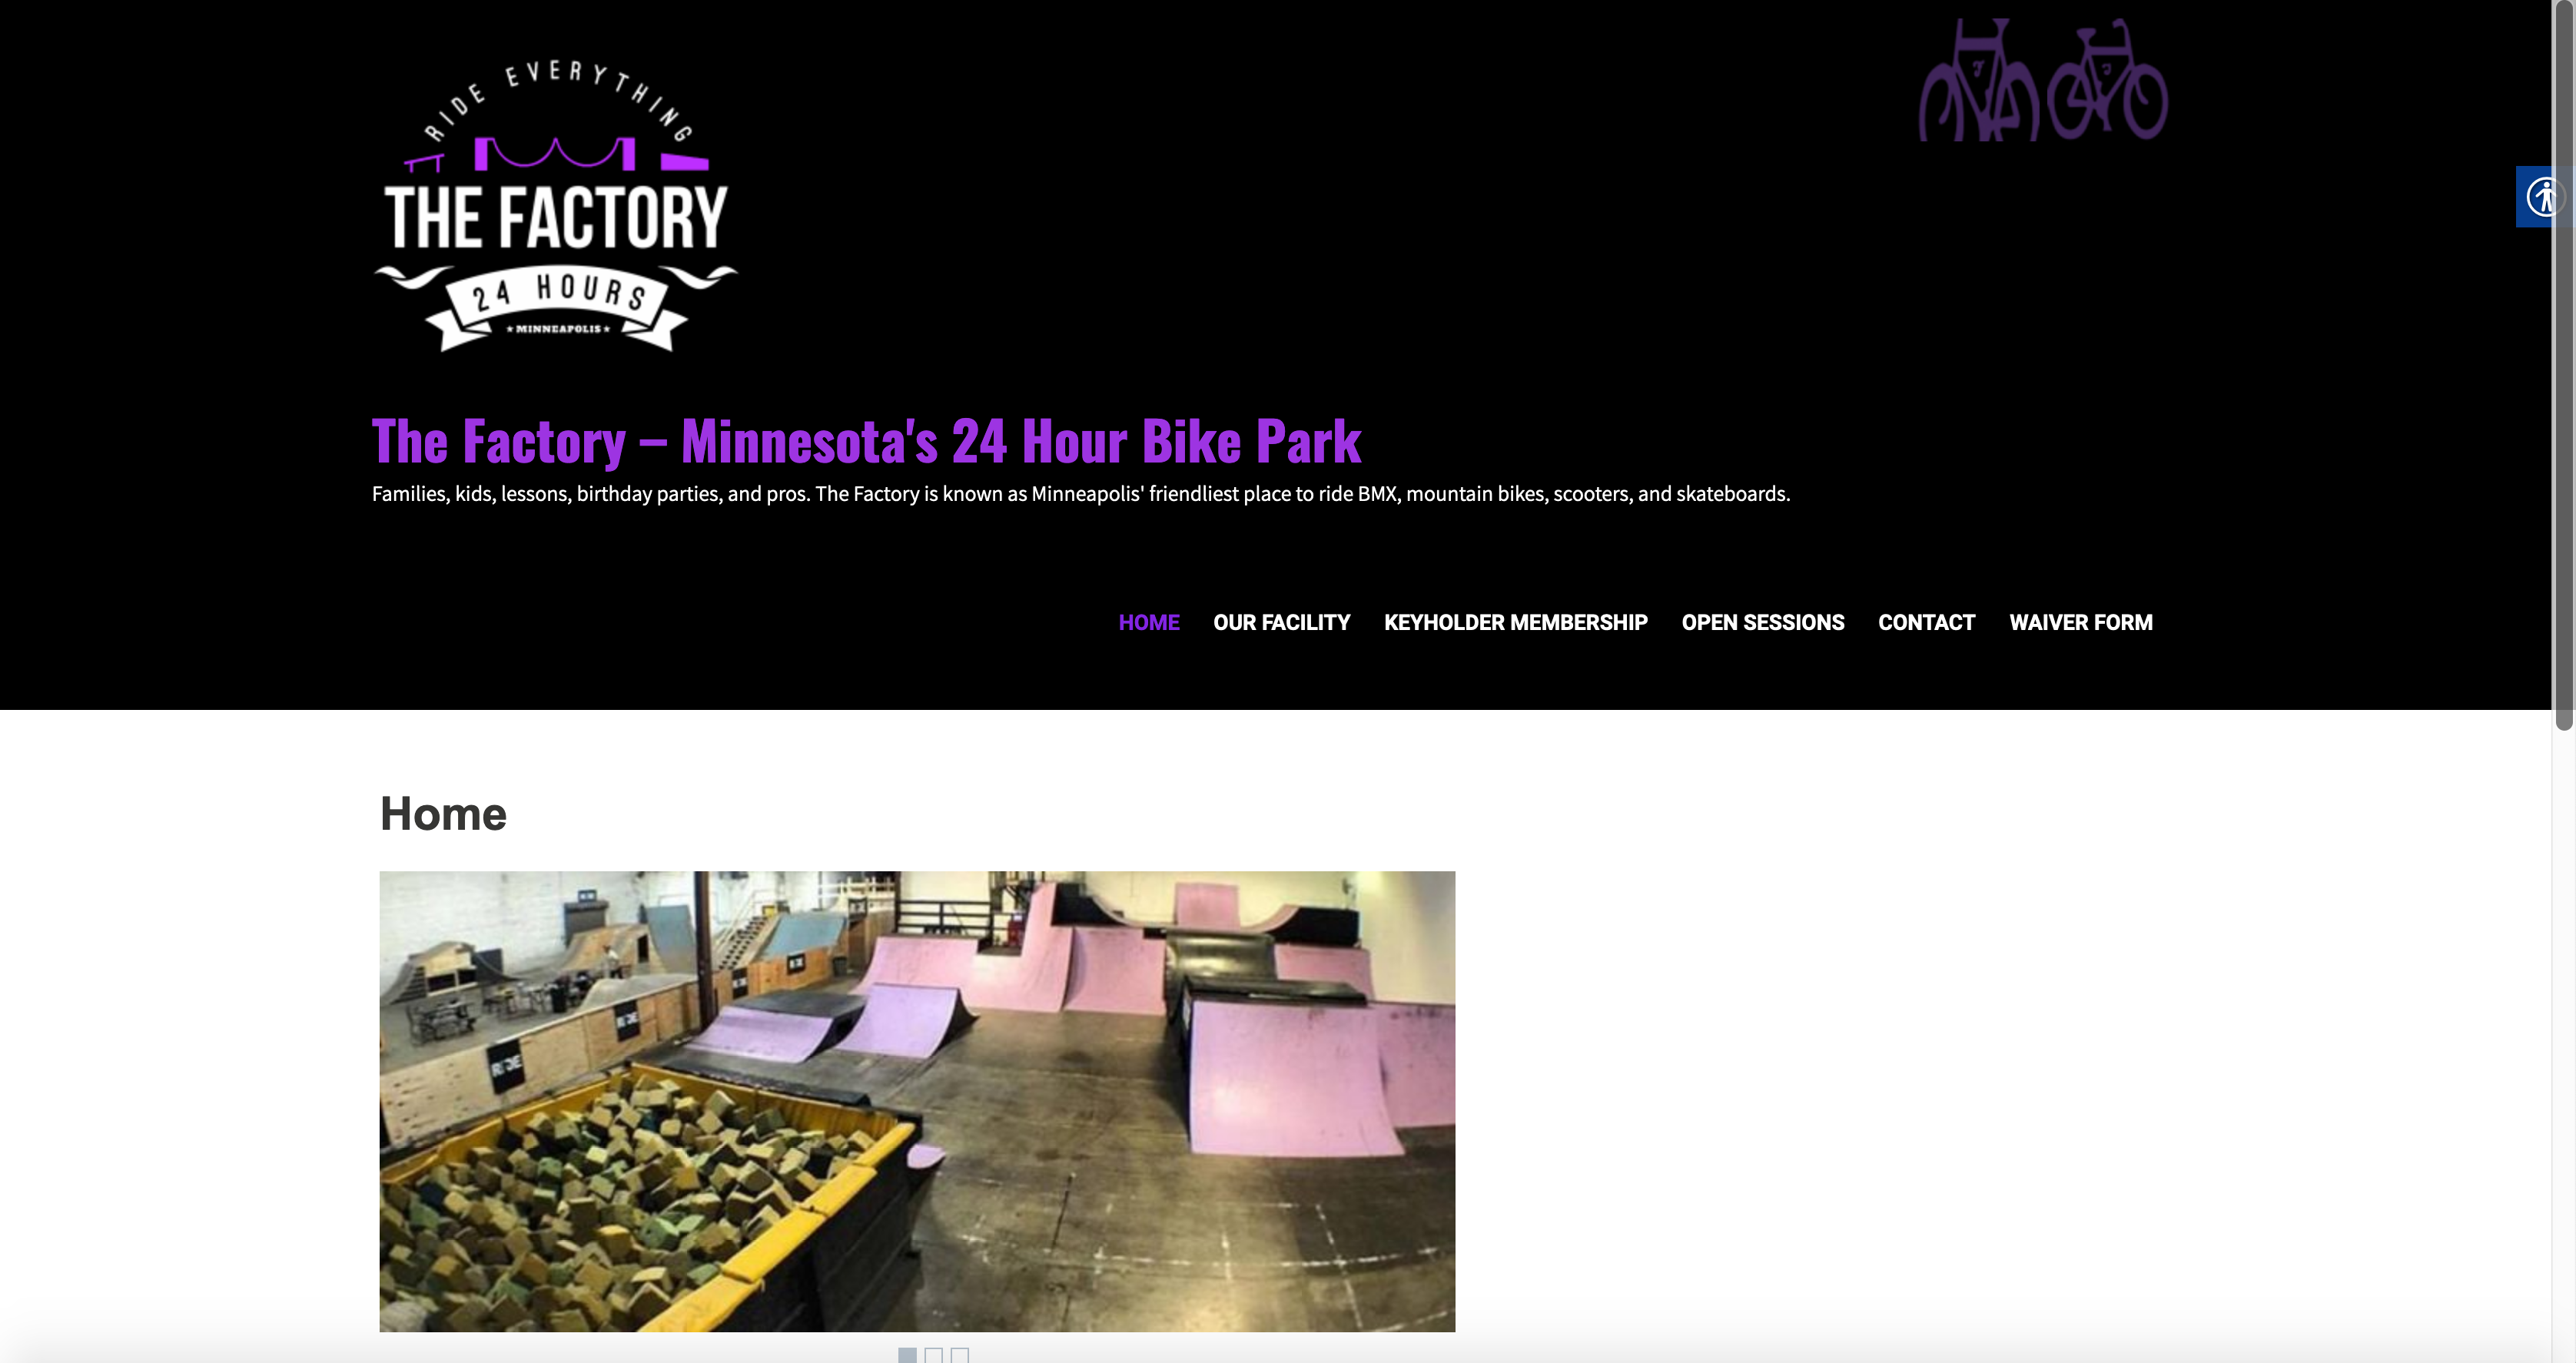 RIDE EVERYTHING
THE FACTORY
24 HOURS
★MINNEAPOLIS★
The Factory – Minnesota's 24 Hour Bike Park
Families, kids, lessons, birthday parties, and pros. The Factory is known as Minneapolis' friendliest place to ride BMX, mountain bikes, scooters, and skateboards.
HOME OUR FACILITY KEYHOLDER MEMBERSHIP OPEN SESSIONS CONTACT WAIVER FORM
Home
RIDE
RIDE